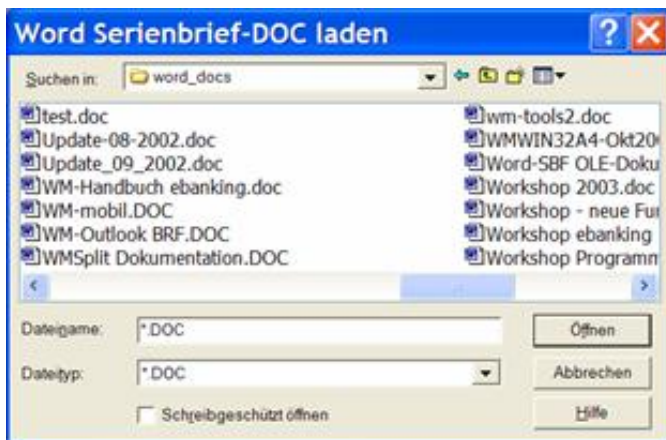 Word Serienbrief-DOC laden
Suchen in: word_docs
test.doc
Update-08-2002.doc
Update_09_2002.doc
WM-Handbuch ebanking.doc
WM-mobil.DOC
WM-Outlook BRF.DOC
WMSplit Dokumentation.DOC
wm-tools2.doc
WMWIN32A4-Okt20
Word-SBF OLE-Doku
Workshop 2003.doc
Workshop - neue Fu
Workshop ebanking
Workshop Programm
Dateiname: *.DOC Öffnen
Dateityp: *.DOC Abbrechen
Schreibgeschützt öffnen Hilfe